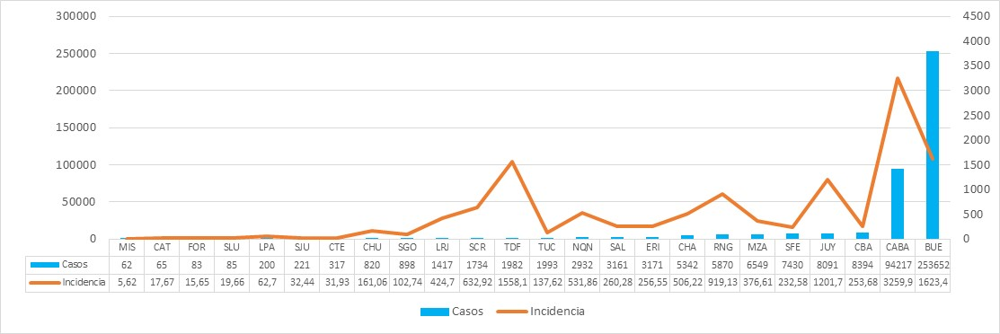 300000 4500
4000
250000 3500
200000 3000
2500
150000 2000
100000 1500
1000
50000 500
0 0
MIS CAT FOR SLU LPA SJU CTE CHU SGO LRJ SCR TDF TUC NQN SAL ERI CHA RNG MZA SFE JUY CBA CABA BUE
Casos 62 65 83 85 200 221 317 820 898 1417 1734 1982 1993 2932 3161 3171 5342 5870 6549 7430 8091 8394 94217 253652
Incidencia 5,62 17,67 15,65 19,66 62,7 32,44 31,93 161,06 102,74 424,7 632,92 1558,1 137,62 531,86 260,28 256,55 506,22 919,13 376,61 232,58 1201,7 253,68 3259,9 1623,4
Casos Incidencia